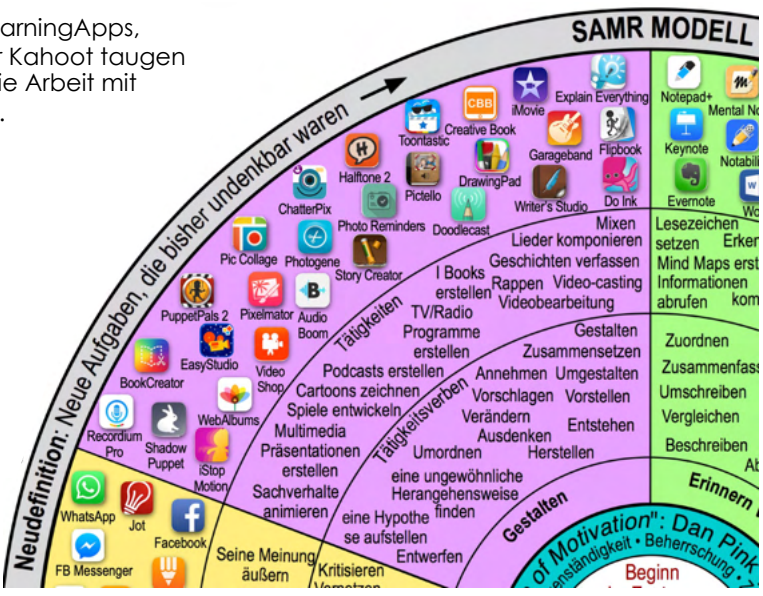 arningApps,
Kahoot taugen
ie Arbeit mit
SAMR MODELL
Neudefinition: Neue Aufgaben, die bisher undenkbar waren
Explain Everything
iMovie
CBB
Creative Book
Toontastic
Garageband
Flipbook
Halftone 2
Pictello
DrawingPad
Writer's Studio
Do Ink
ChatterPix
Photo Reminders
Doodlecast
Pic Collage
Photogene
Story Creator
PuppetPals 2
Pixelmator
Audio
Boom
BookCreator
EasyStudio
Video
Shop
WebAlbums
Recordium
Pro
Shadow
Puppet
iStop
Motion
Tätigkeiten
Mixen
Lieder komponieren
Geschichten verfassen
I Books
erstellen
Rappen
Video-casting
Videobearbeitung
TV/Radio
Programme
erstellen
Podcasts erstellen
Cartoons zeichnen
Spiele entwickeln
Multimedia
Präsentationen
erstellen
Sachverhalte
animieren
Tätigkeitsverben
Gestalten
Zusammensetzen
Annehmen
Umgestalten
Vorschlagen
Vorstellen
Verändern
Entstehen
Ausdenken
Umordnen
Herstellen
eine ungewöhnliche
Herangehensweise
finden
eine Hypothe
se aufstellen
Entwerfen
Gestalten
Notepad+
Mental No
Keynote
Notabili
Evernote
Wo
Lesezeichen
setzen
Erker
Mind Maps erst
Informationen
abrufen
kom
Zuordnen
Zusammenfass
Umschreiben
Vergleichen
Beschreiben
Ab
Erinnern
WhatsApp
Jot
Facebook
FB Messenger
Seine Meinung
äußern
Kritisieren
Vernetzen
of Motivation": Dan Pink
enständigkeit • Beherrschung •
Beginn